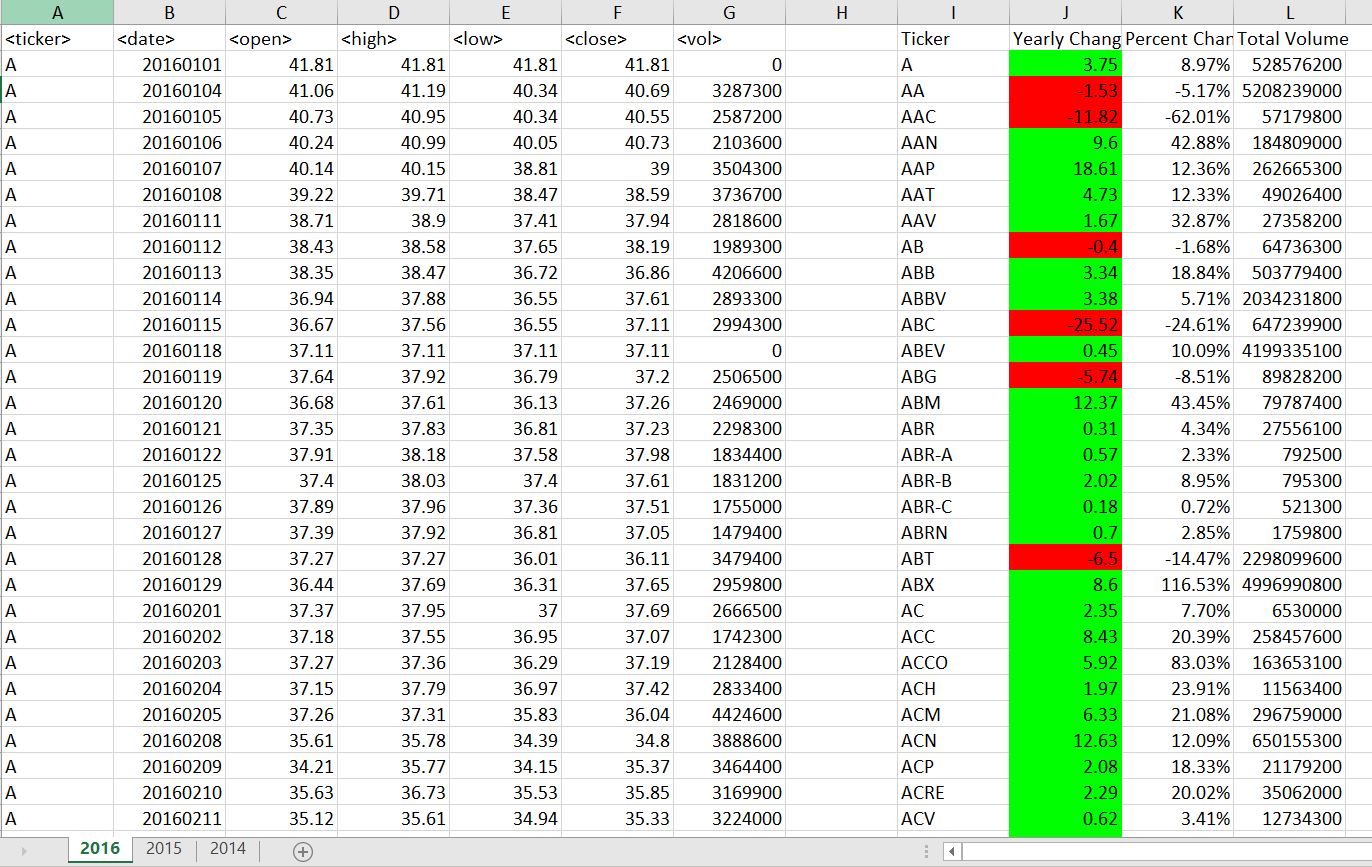 A B C D E F G H I J K L
<ticker> <date> <open> <high> <low> <close> <vol> Ticker Yearly Chang Percent Chan Total Volume
A 20160101 41.81 41.81 41.81 41.81 0 A 3.75 8.97% 528576200
A 20160104 41.06 41.19 40.34 40.69 3287300 AA -1.53 -5.17% 5208239000
A 20160105 40.73 40.95 40.34 40.55 2587200 AAC -11.82 -62.01% 57179800
A 20160106 40.24 40.99 40.05 40.73 2103600 AAN 9.6 42.88% 184809000
A 20160107 40.14 40.15 38.81 39 3504300 AAP 18.61 12.36% 262665300
A 20160108 39.22 39.71 38.47 38.59 3736700 AAT 4.73 12.33% 49026400
A 20160111 38.71 38.9 37.41 37.94 2818600 AAV 1.67 32.87% 27358200
A 20160112 38.43 38.58 37.65 38.19 1989300 AB -0.4 -1.68% 64736300
A 20160113 38.35 38.47 36.72 36.86 4206600 ABB 3.34 18.84% 503779400
A 20160114 36.94 37.88 36.55 37.61 2893300 ABBV 3.38 5.71% 2034231800
A 20160115 36.67 37.56 36.55 37.11 2994300 ABC -25.52 -24.61% 647239900
A 20160118 37.11 37.11 37.11 37.11 0 ABEV 0.45 10.09% 4199335100
A 20160119 37.64 37.92 36.79 37.2 2506500 ABG -5.74 -8.51% 89828200
A 20160120 36.68 37.61 36.13 37.26 2469000 ABM 12.37 43.45% 79787400
A 20160121 37.35 37.83 36.81 37.23 2298300 ABR 0.31 4.34% 27556100
A 20160122 37.91 38.18 37.58 37.98 1834400 ABR-A 0.57 2.33% 792500
A 20160125 37.4 38.03 37.4 37.61 1831200 ABR-B 2.02 8.95% 795300
A 20160126 37.89 37.96 37.36 37.51 1755000 ABR-C 0.18 0.72% 521300
A 20160127 37.39 37.92 36.81 37.05 1479400 ABRN 0.7 2.85% 1759800
A 20160128 37.27 37.27 36.01 36.11 3479400 ABT -6.5 -14.47% 2298099600
A 20160129 36.44 37.69 36.31 37.65 2959800 ABX 8.6 116.53% 4996990800
A 20160201 37.37 37.95 37 37.69 2666500 AC 2.35 7.70% 6530000
A 20160202 37.18 37.55 36.95 37.07 1742300 ACC 8.43 20.39% 258457600
A 20160203 37.27 37.36 36.29 37.19 2128400 ACCO 5.92 83.03% 163653100
A 20160204 37.15 37.79 36.97 37.42 2833400 ACH 1.97 23.91% 11563400
A 20160205 37.26 37.31 35.83 36.04 4424600 ACM 6.33 21.08% 296759000
A 20160208 35.61 35.78 34.39 34.8 3888600 ACN 12.63 12.09% 650155300
A 20160209 34.21 35.77 34.15 35.37 3464400 ACP 2.08 18.33% 21179200
A 20160210 35.63 36.73 35.53 35.85 3169900 ACRE 2.29 20.02% 35062000
A 20160211 35.12 35.61 34.94 35.33 3224000 ACV 0.62 3.41% 12734300
2016 2015 2014